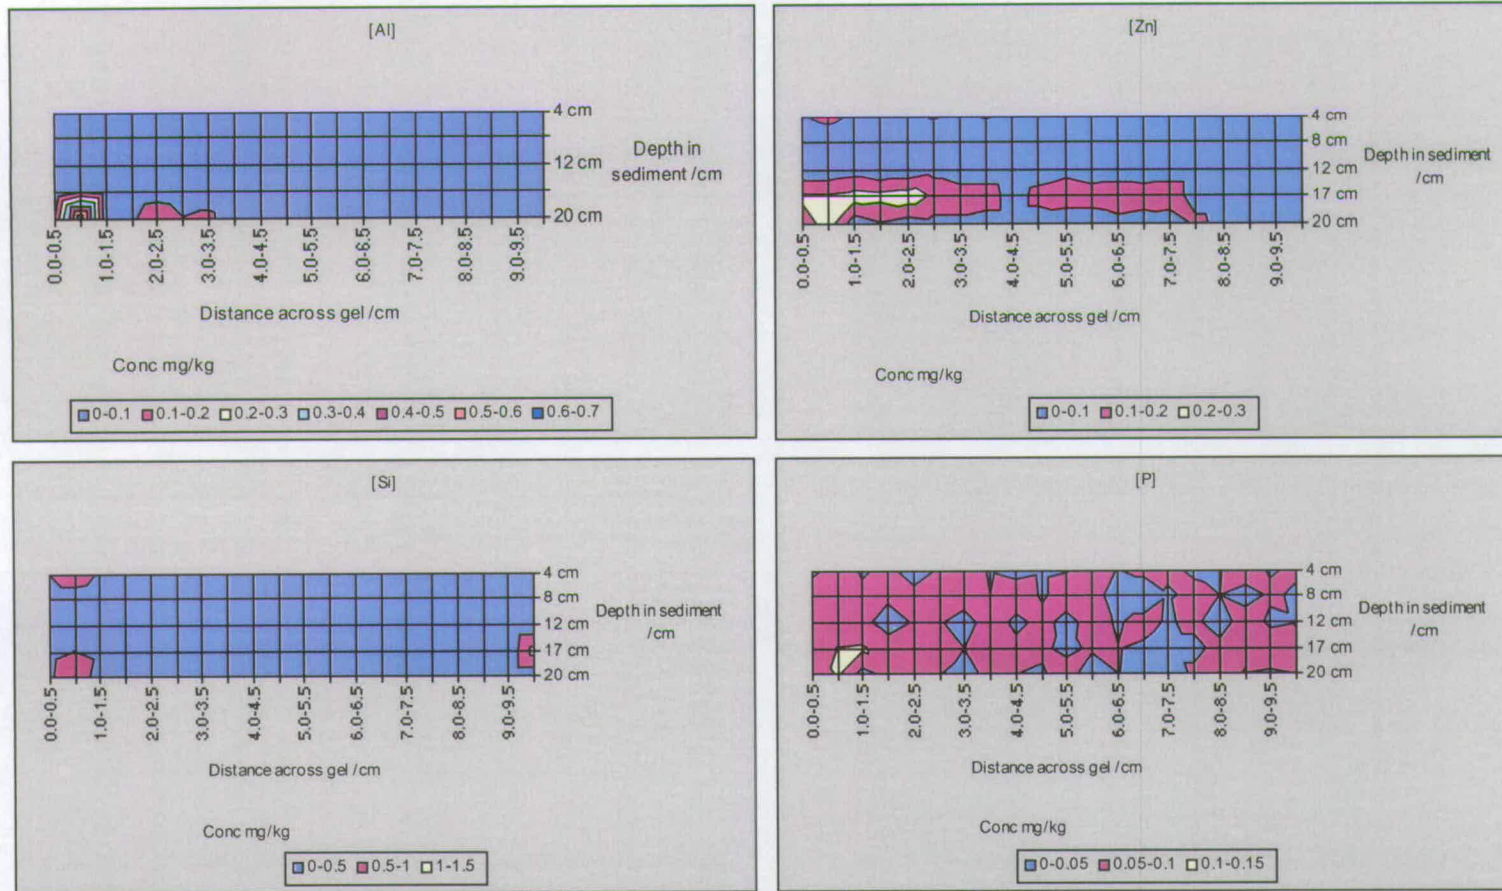 [Al]
4 cm
12 cm
20 cm
Depth in
sediment /cm
0.0-0.5
1.0-1.5
2.0-2.5
3.0-3.5
4.0-4.5
5.0-5.5
6.0-6.5
7.0-7.5
8.0-8.5
9.0-9.5
Distance across gel /cm
Conc mg/kg
0-0.1 0.1-0.2 0.2-0.3 0.3-0.4 0.4-0.5 0.5-0.6 0.6-0.7
[Zn]
4 cm
8 cm
12 cm
17 cm
20 cm
Depth in sediment
/cm
0.0-0.5
1.0-1.5
2.0-2.5
3.0-3.5
4.0-4.5
5.0-5.5
6.0-6.5
7.0-7.5
8.0-8.5
9.0-9.5
Distance across gel /cm
Conc mg/kg
0-0.1 0.1-0.2 0.2-0.3
[Si]
4 cm
8 cm
12 cm
17 cm
20 cm
Depth in sediment
/cm
0.0-0.5
1.0-1.5
2.0-2.5
3.0-3.5
4.0-4.5
5.0-5.5
6.0-6.5
7.0-7.5
8.0-8.5
9.0-9.5
Distance across gel /cm
Conc mg/kg
0-0.5 0.5-1 1-1.5
[P]
4 cm
8 cm
12 cm
17 cm
20 cm
Depth in sediment
/cm
0.0-0.5
1.0-1.5
2.0-2.5
3.0-3.5
4.0-4.5
5.0-5.5
6.0-6.5
7.0-7.5
8.0-8.5
9.0-9.5
Distance across gel /cm
Conc mg/kg
0-0.05 0.05-0.1 0.1-0.15